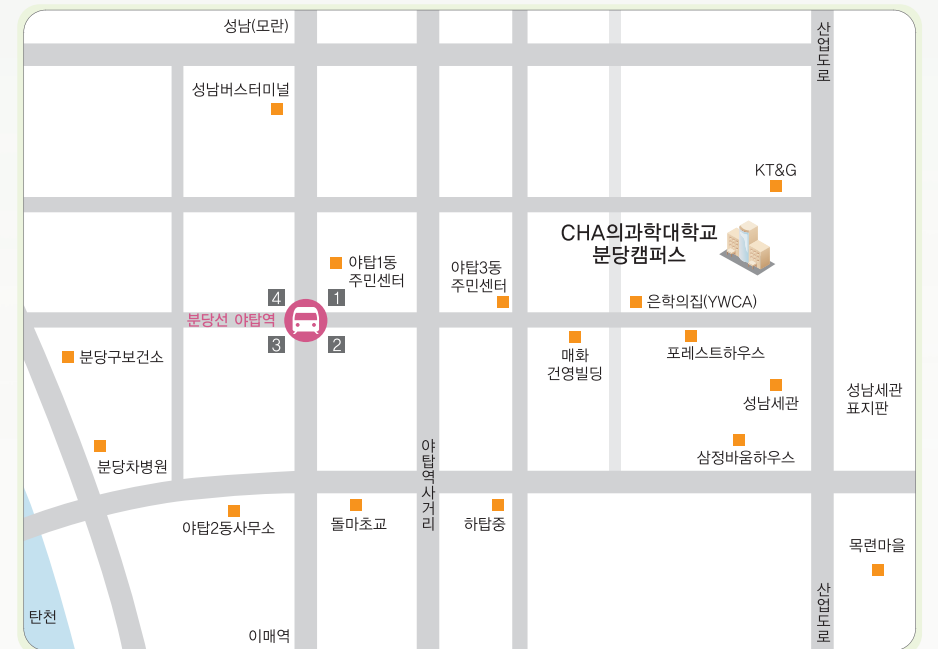 성남(모란)
산업도로
성남버스터미널
KT&G
CHA의과학대학교
분당캠퍼스
야탑1동
주민센터
야탑3동
주민센터
4
1
은학의집(YWCA)
분당선 야탑역
3
2
분당구보건소
매화
건영빌딩
포레스트하우스
성남세관
성남세관
표지판
분당차병원
야탑역사거리
삼정바움하우스
야탑2동사무소
돌마초교
하탑중
목련마을
탄천
이매역
산업도로